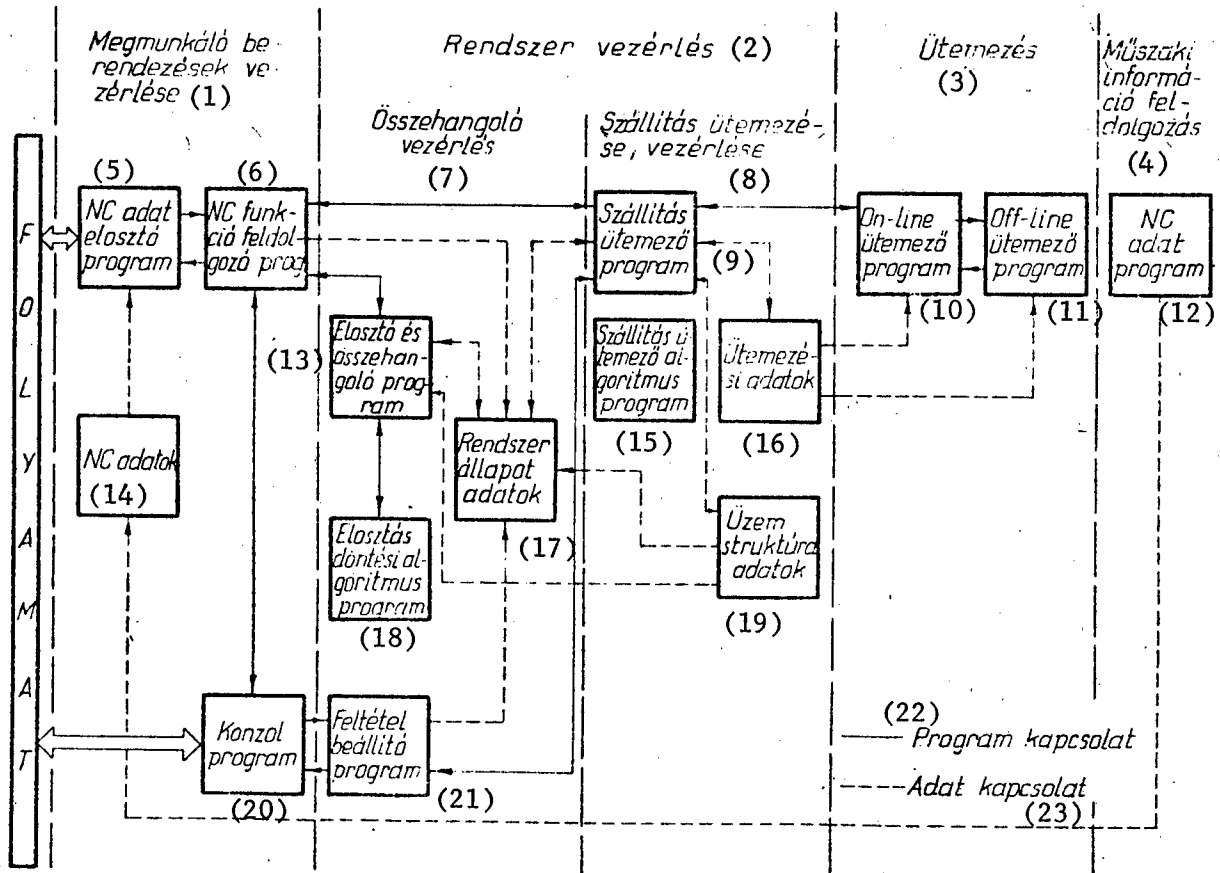 Megmunkáló be-
rendezések ve-
zérlése (1)
Rendszer vezérlés (2)
Ütemezés
(3)
Műszaki
informá-
ció fel-
dolgozás
(4)
Összehangoló
vezérlés
(7)
Szállítás ütemezé-
se, vezérlése
(8)
FOLYAMAT
(5)
NC adat
elosztó
program
(6)
NC funk-
ció feldol-
gozó prog.
Szállítás
ütemező
program
(9)
On-line
ütemező
program
(10)
Off-line
ütemező
program
(11)
NC
adat
program
(12)
(13)
Elosztó és
összehan-
goló prog-
ram
Szállítás ü-
temező al-
goritmus
program
(15)
Ütemezé-
si adatok
(16)
NC adatok
(14)
Rendszer
állapot
adatok
(17)
Elosztás
döntési al-
goritmus
program
(18)
Üzem
struktúra
adatok
(19)
Konzol
program
(20)
Feltétel
beállító
program
(21)
(22)
Program kapcsolat
Adat kapcsolat
(23)